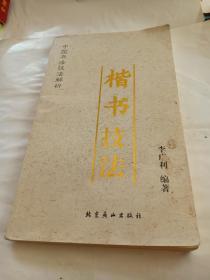 中国书法技法解析
楷书技法
李广利 编著
北京燕山出版社